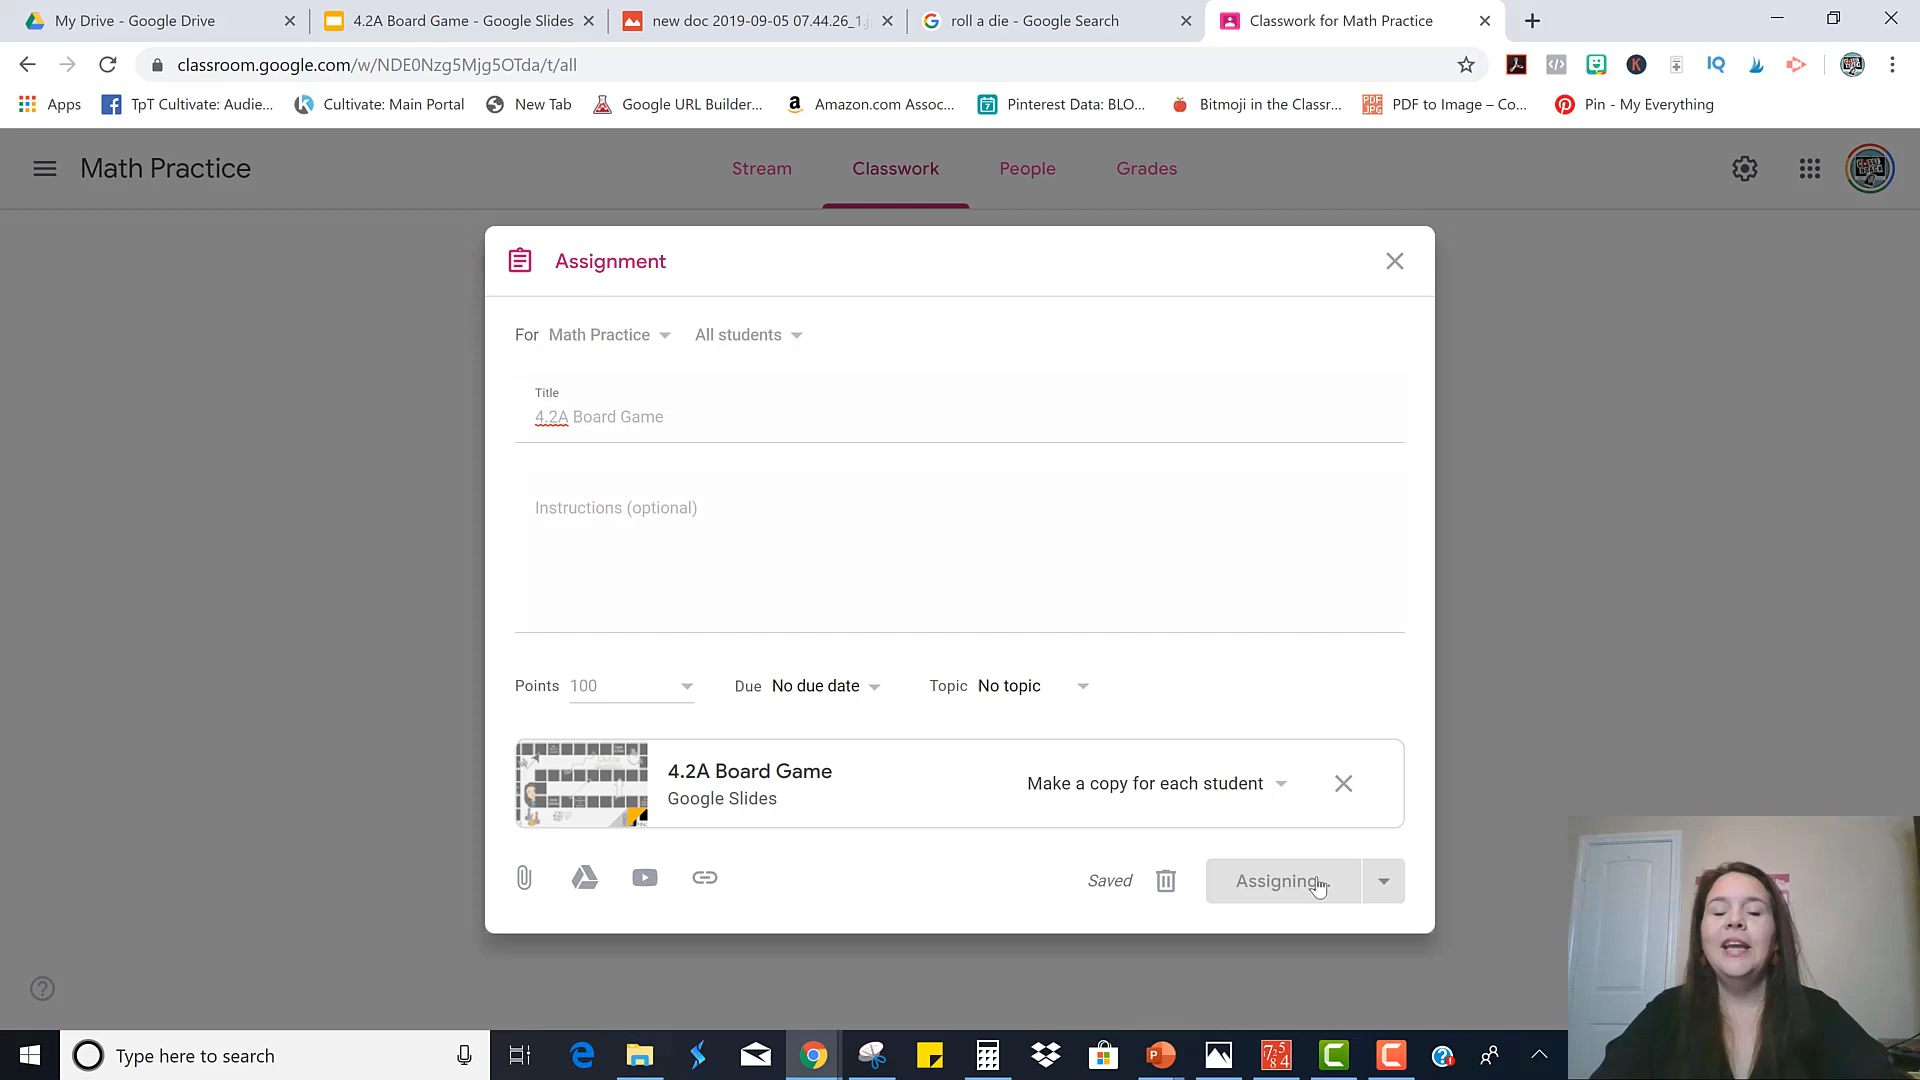 My Drive - Google Drive
4.2A Board Game - Google Slides
new doc 2019-09-05 07.44.26_1.j
roll a die - Google Search
Classwork for Math Practice
classroom.google.com/w/NDE0Nzg5Mjg5OTda/t/all
Apps
TpT Cultivate: Audie...
Cultivate: Main Portal
New Tab
Google URL Builder...
Amazon.com Assoc...
Pinterest Data: BLO...
Bitmoji in the Classr...
PDF to Image – Co...
Pin - My Everything
Math Practice
Stream
Classwork
People
Grades
Assignment
For Math Practice
All students
Title
4.2A Board Game
Instructions (optional)
Points 100
Due No due date
Topic No topic
4.2A Board Game
Google Slides
Make a copy for each student
Saved
Assigning...
Type here to search